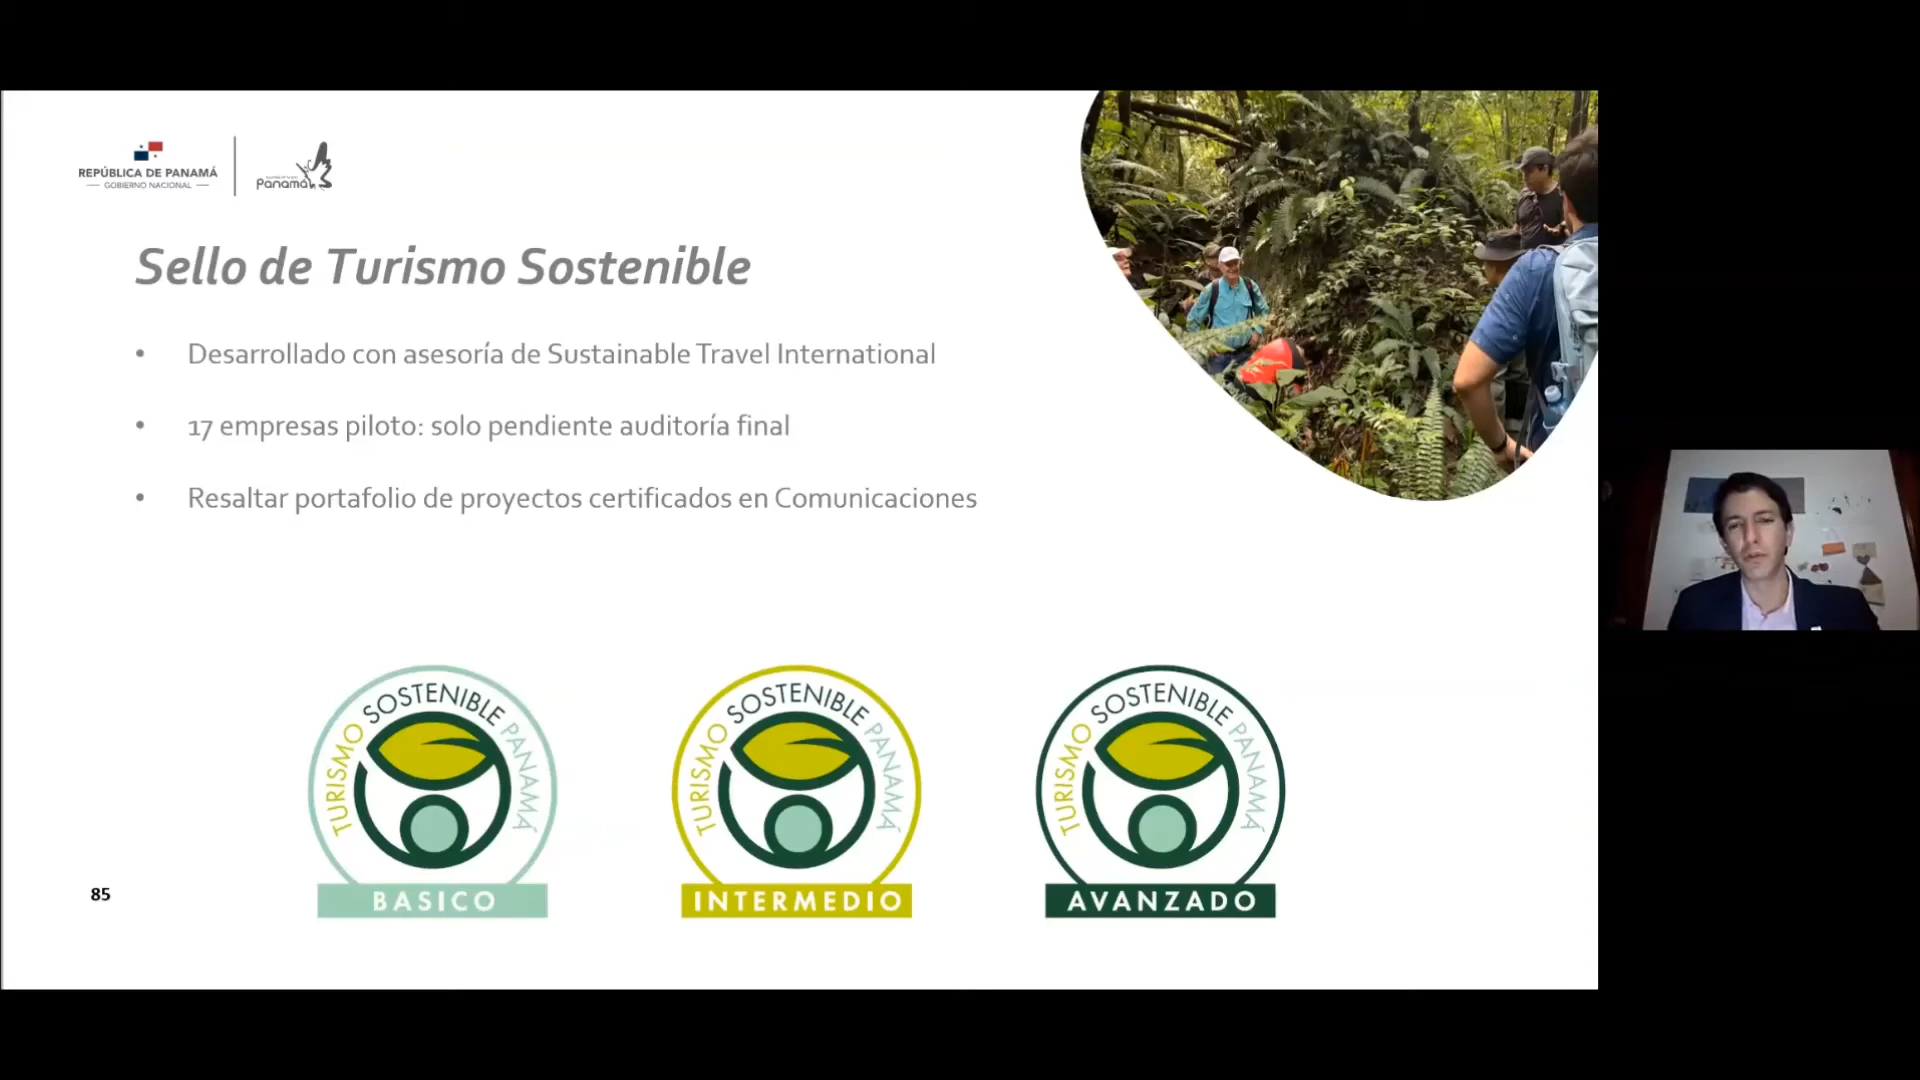 REPÚBLICA DE PANAMÁ
— GOBIERNO NACIONAL —
Panamá
Sello de Turismo Sostenible
• Desarrollado con asesoría de Sustainable Travel International
• 17 empresas piloto: solo pendiente auditoría final
• Resaltar portafolio de proyectos certificados en Comunicaciones
TURISMO SOSTENIBLE PANAMÁ
BASICO
TURISMO SOSTENIBLE PANAMÁ
INTERMEDIO
TURISMO SOSTENIBLE PANAMÁ
AVANZADO
85